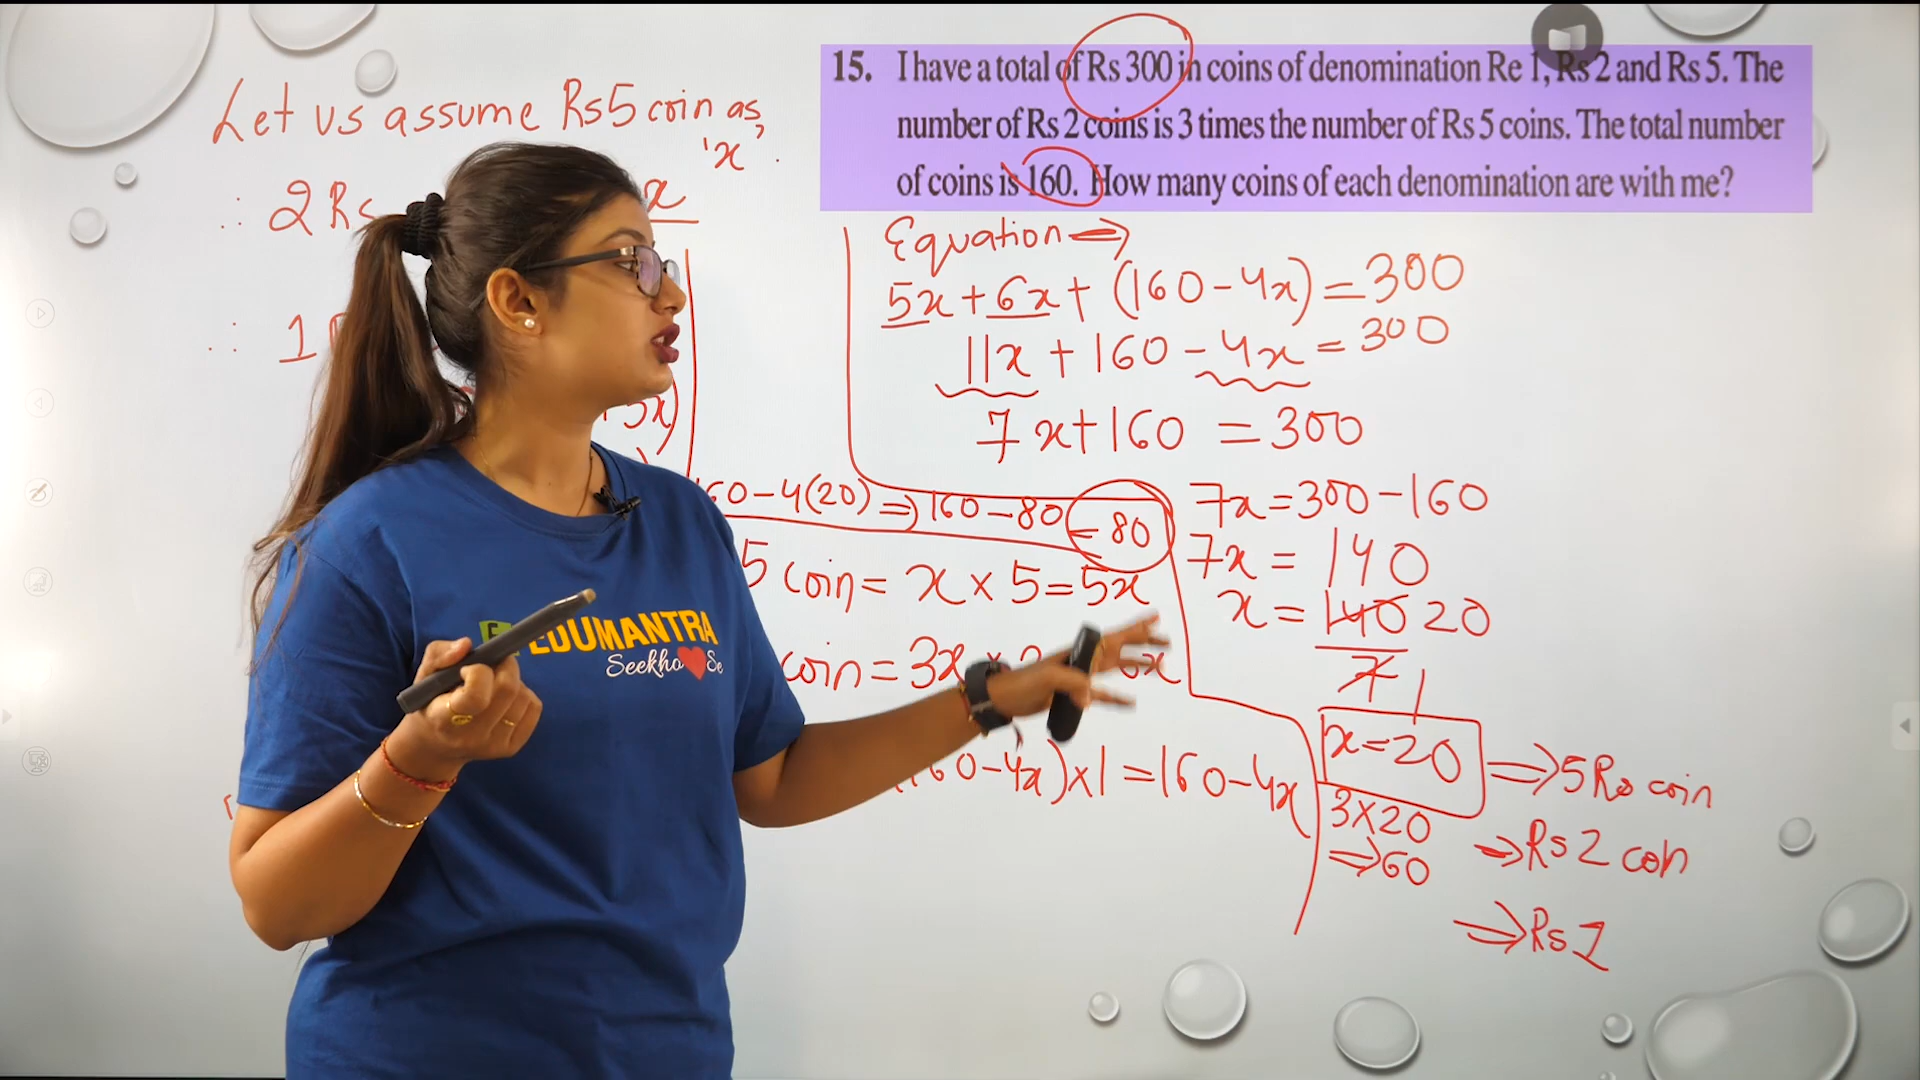 15. I have a total of Rs 300 in coins of denomination Re 1, Rs 2 and Rs 5. The
number of Rs 2 coins is 3 times the number of Rs 5 coins. The total number
of coins is 160. How many coins of each denomination are with me?
Let us assume Rs5 coin as
'x'.
∴ 2Rs x
∴ 1
5x)
60-4(20) ⇒ 160-80 = 80
5 coin = x × 5 = 5x
coin = 3x × 6x
160-4x)×1 = 160-4x
Equation →
5x + 6x + (160-4x) = 300
11x + 160 - 4x = 300
7x + 160 = 300
7x = 300 - 160
7x = 140
x = 140 20
7 1
x = 20 ⇒ 5Rs coin
3×20
⇒ 60 ⇒ Rs 2 coin
⇒ Rs 1
EDUMANTRA
Seekho Se